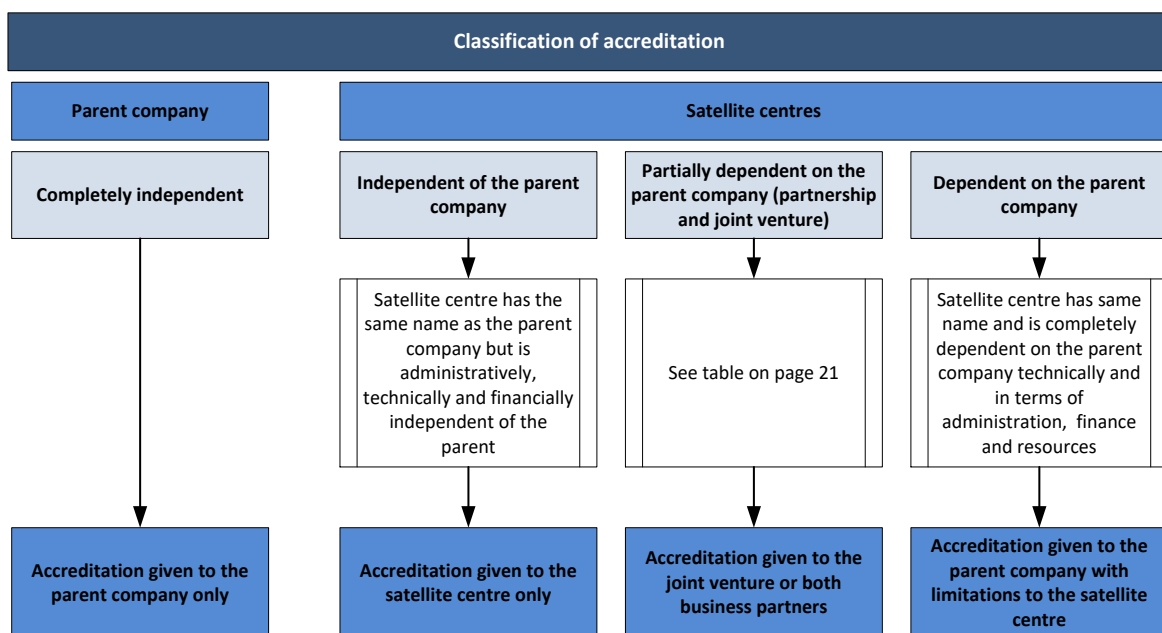 Classification of accreditation
Parent company
Satellite centres
Completely independent
Independent of the parent
company
Partially dependent on the
parent company (partnership
and joint venture)
Dependent on the parent
company
Satellite centre has the
same name as the parent
company but is
administratively,
technically and financially
independent of the
parent
See table on page 21
Satellite centre has same
name and is completely
dependent on the parent
company technically and
in terms of
administration, finance
and resources
Accreditation given to the
parent company only
Accreditation given to the
satellite centre only
Accreditation given to the
joint venture or both
business partners
Accreditation given to the
parent company with
limitations to the satellite
centre